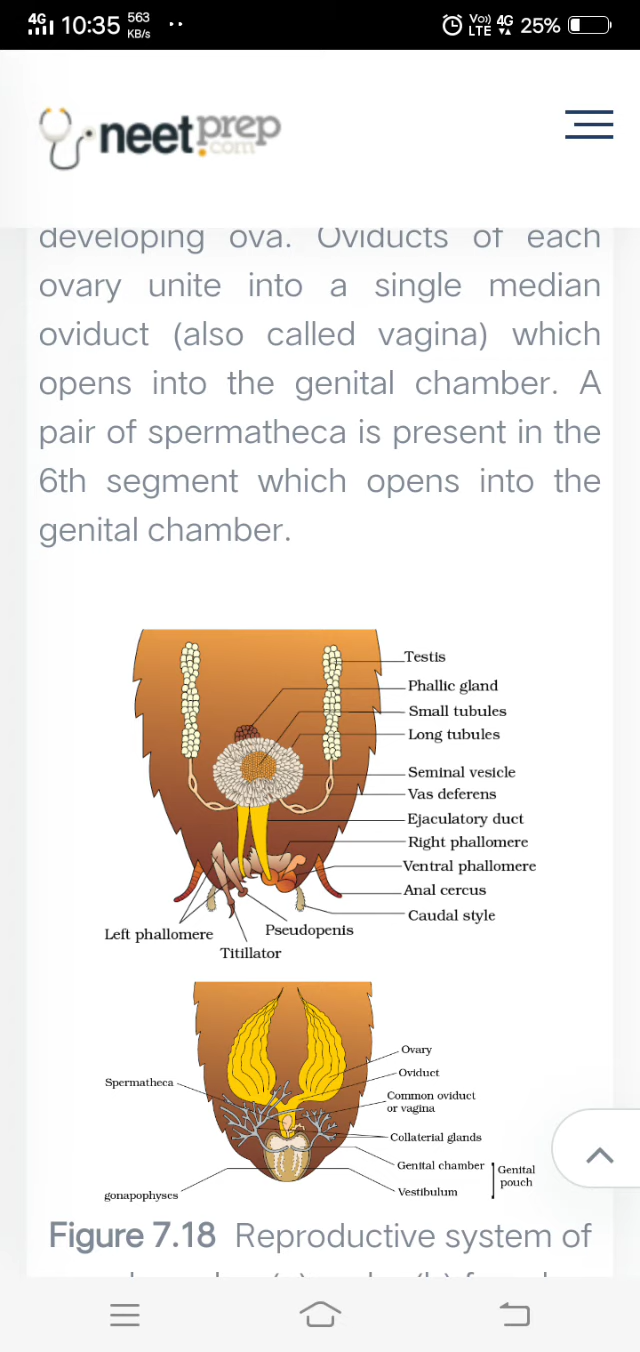 4G 10:35 563 KB/s Vo)) LTE 4G 25%
neetprep
.com
developing ova. Oviducts of each
ovary unite into a single median
oviduct (also called vagina) which
opens into the genital chamber. A
pair of spermatheca is present in the
6th segment which opens into the
genital chamber.
Testis
Phallic gland
Small tubules
Long tubules
Seminal vesicle
Vas deferens
Ejaculatory duct
Right phallomere
Ventral phallomere
Anal cercus
Caudal style
Left phallomere
Pseudopenis
Titillator
Ovary
Oviduct
Spermatheca
Common oviduct
or vagina
Collaterial glands
Genital chamber
Genital
pouch
Vestibulum
gonapophyses
Figure 7.18 Reproductive system of